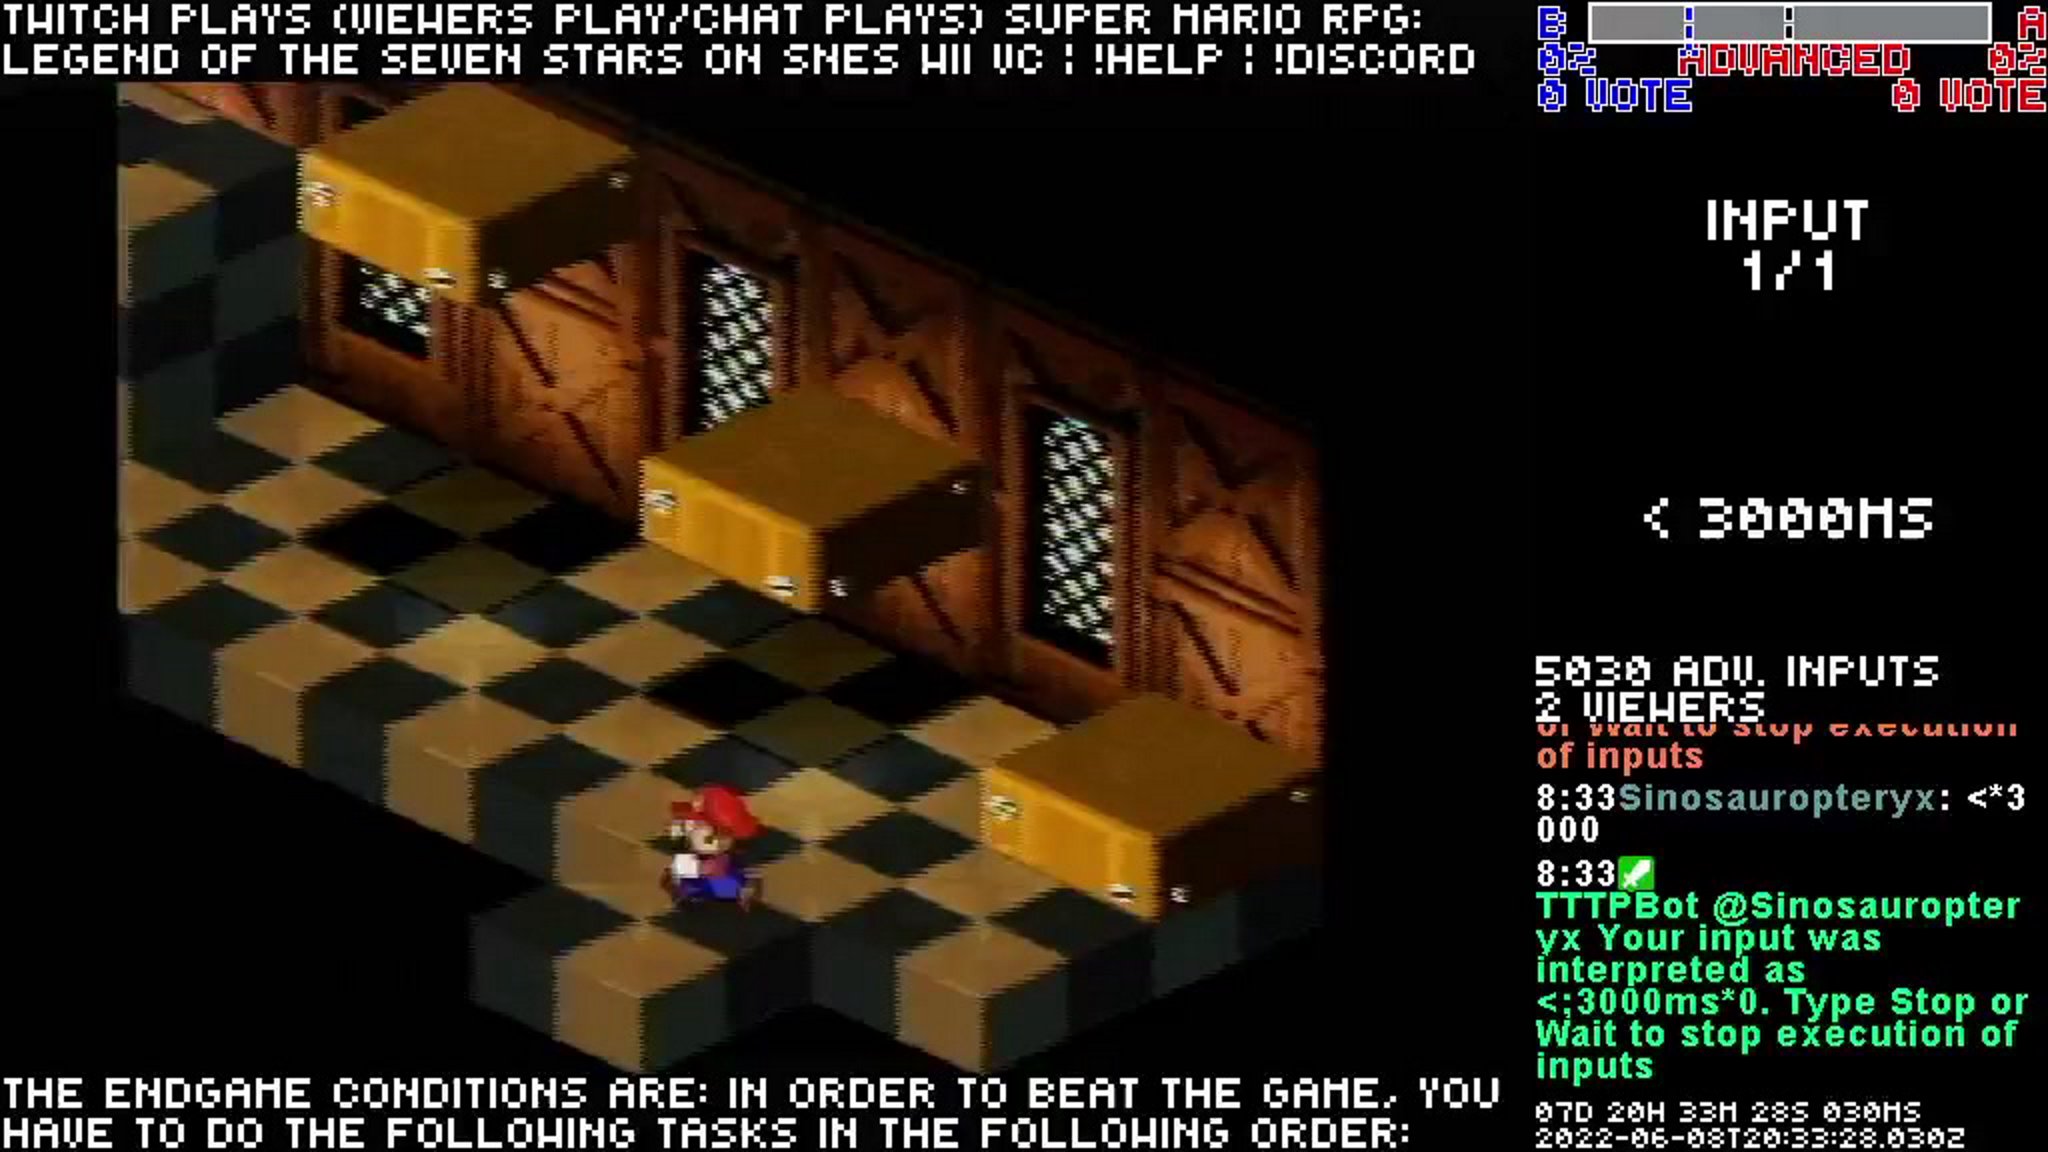 TWITCH PLAYS (VIEWERS PLAY/CHAT PLAYS) SUPER MARIO RPG:
LEGEND OF THE SEVEN STARS ON SNES WII VC ¦ !HELP ¦ !DISCORD
B A
0% ADVANCED 0%
0 VOTE 0 VOTE
INPUT
1/1
< 3000MS
5030 ADV. INPUTS
2 VIEWERS
or Wait to stop execution
of inputs
8:33Sinosauropteryx: <*3
000
8:33
TTTPBot @Sinosauropter
yx Your input was
interpreted as
<;3000ms*0. Type Stop or
Wait to stop execution of
inputs
THE ENDGAME CONDITIONS ARE: IN ORDER TO BEAT THE GAME, YOU
HAVE TO DO THE FOLLOWING TASKS IN THE FOLLOWING ORDER:
07D 20H 33M 28S 030MS
2022-06-08T20:33:28.030Z